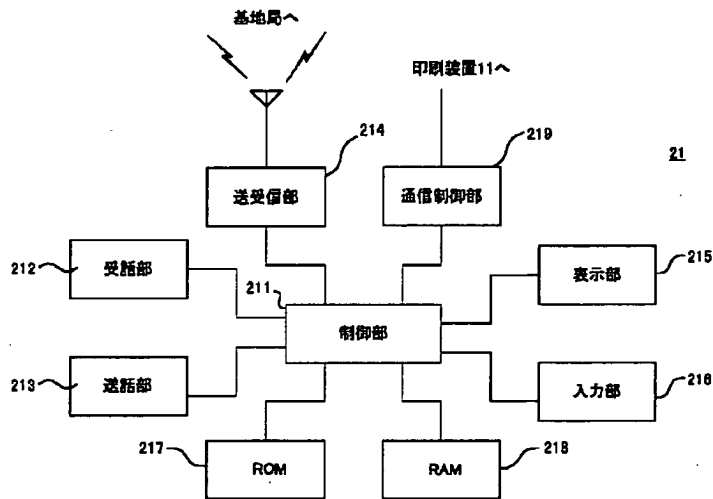 基地局へ
印刷装置11へ
214
219
21
送受信部
通信制御部
212
受話部
211
表示部
215
制御部
213
送話部
入力部
216
217
ROM
RAM
218